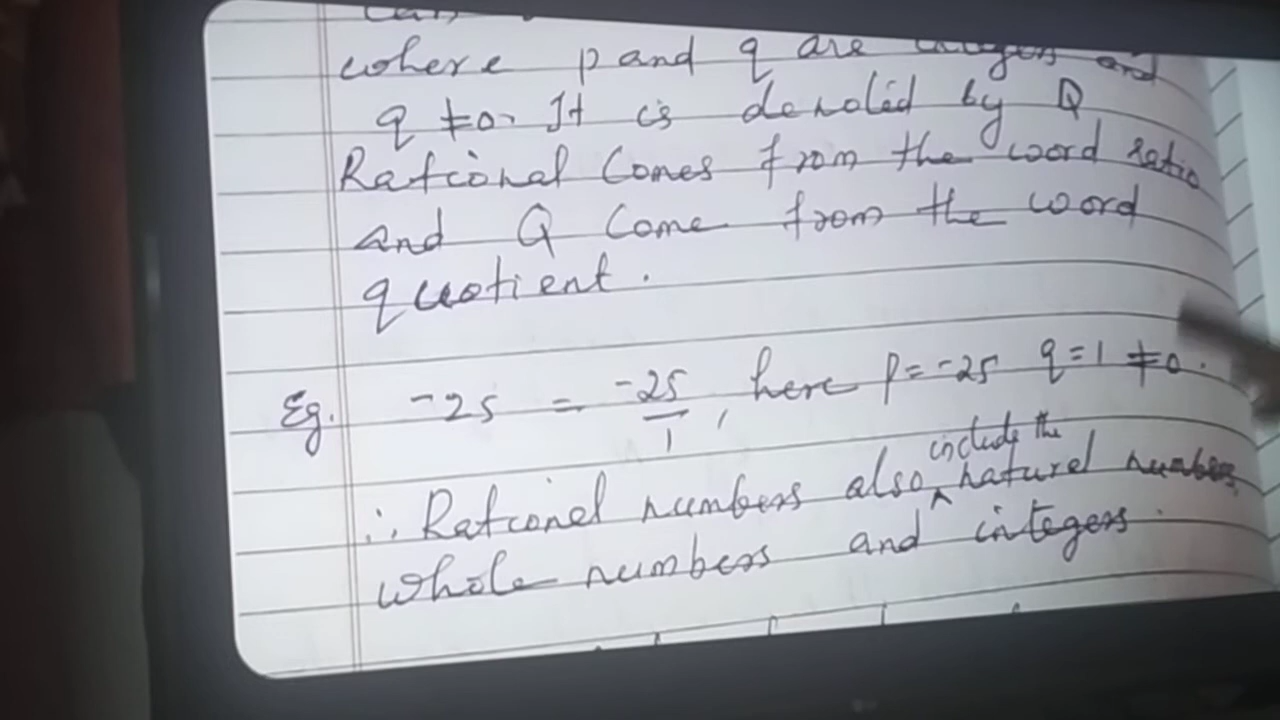 where p and q are integers and
q ≠ 0. It is denoted by Q
Rational Comes from the word ratio
and Q Come from the word
quotient.
Eg. -25 = -25/1, here p = -25 q = 1 ≠ 0.
∴ Rational numbers also include the natural numbers,
whole numbers and integers.